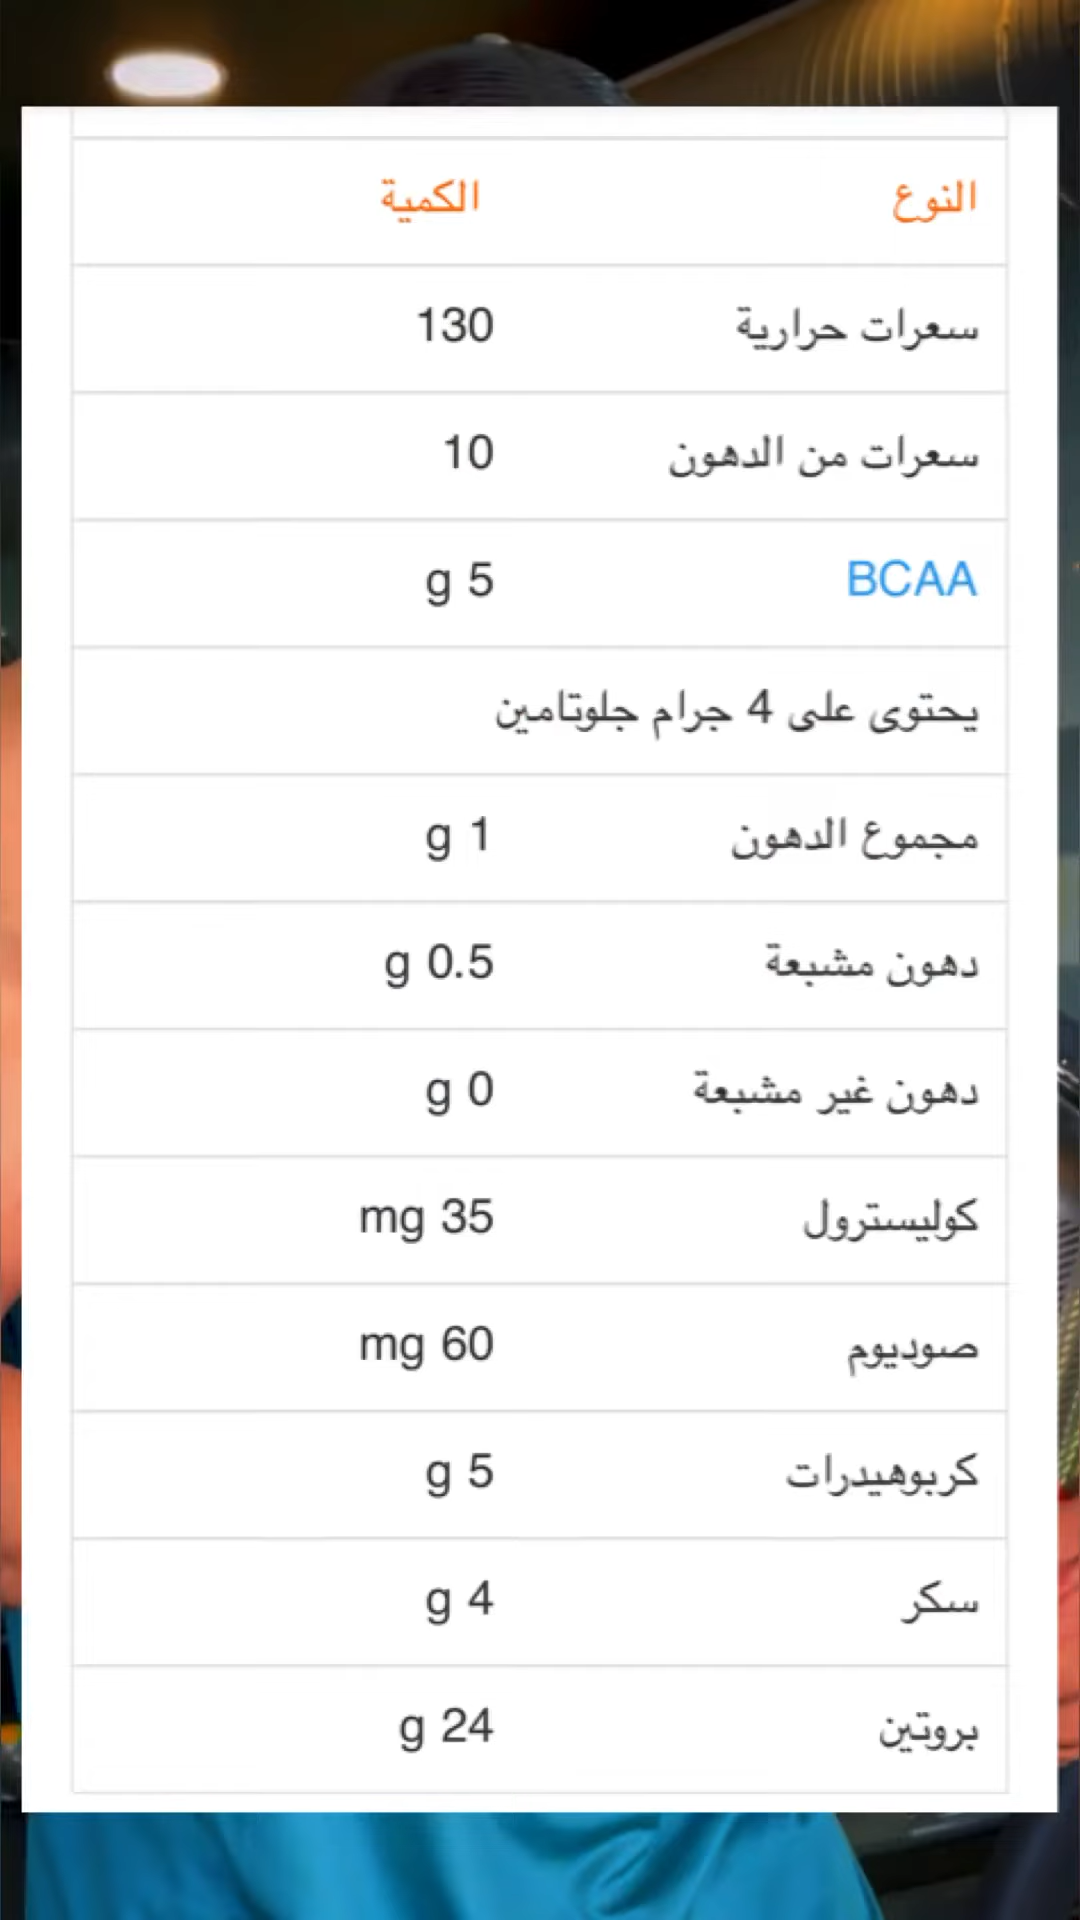 النوع الكمية
سعرات حرارية 130
سعرات من الدهون 10
BCAA 5 g
يحتوى على 4 جرام جلوتامين
مجموع الدهون 1 g
دهون مشبعة 0.5 g
دهون غير مشبعة 0 g
كوليسترول 35 mg
صوديوم 60 mg
كربوهيدرات 5 g
سكر 4 g
بروتين 24 g